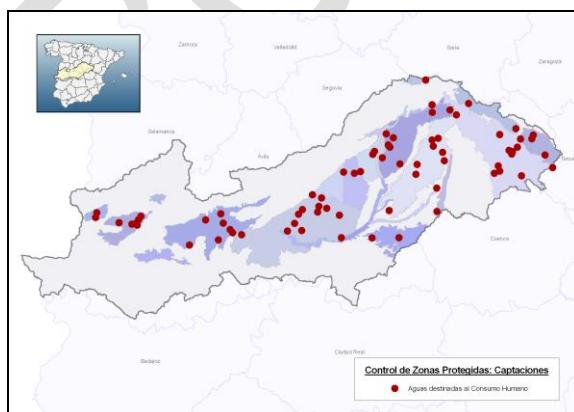 Zamora
Valladolid
Soria
Zaragoza
Segovia
Salamanca
Ávila
Teruel
Cuenca
Badajoz
Ciudad Real
Control de Zonas Protegidas: Captaciones
Aguas destinadas al Consumo Humano